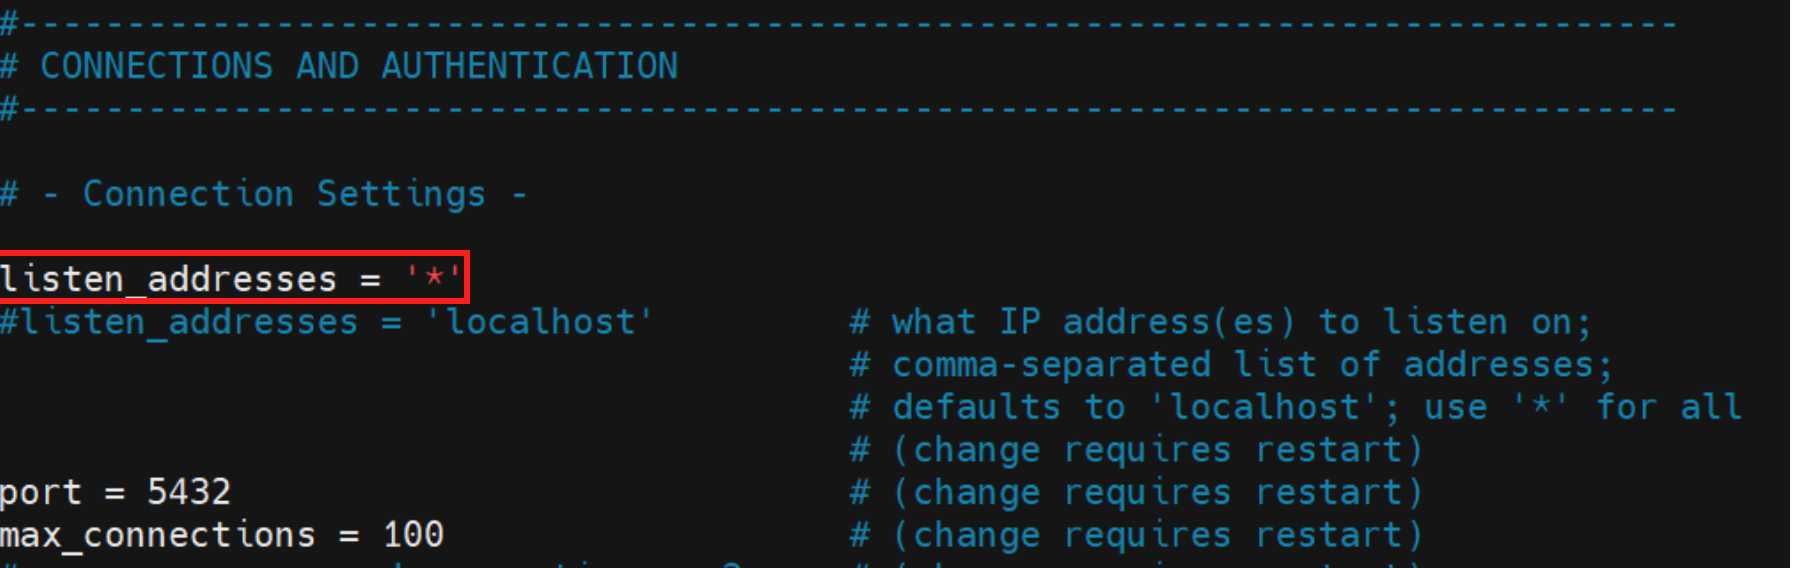 #------------------------------------------------------------------------------
# CONNECTIONS AND AUTHENTICATION
#------------------------------------------------------------------------------
# - Connection Settings -
listen_addresses = '*'
#listen_addresses = 'localhost'         # what IP address(es) to listen on;
# comma-separated list of addresses;
# defaults to 'localhost'; use '*' for all
# (change requires restart)
port = 5432                             # (change requires restart)
max_connections = 100                   # (change requires restart)